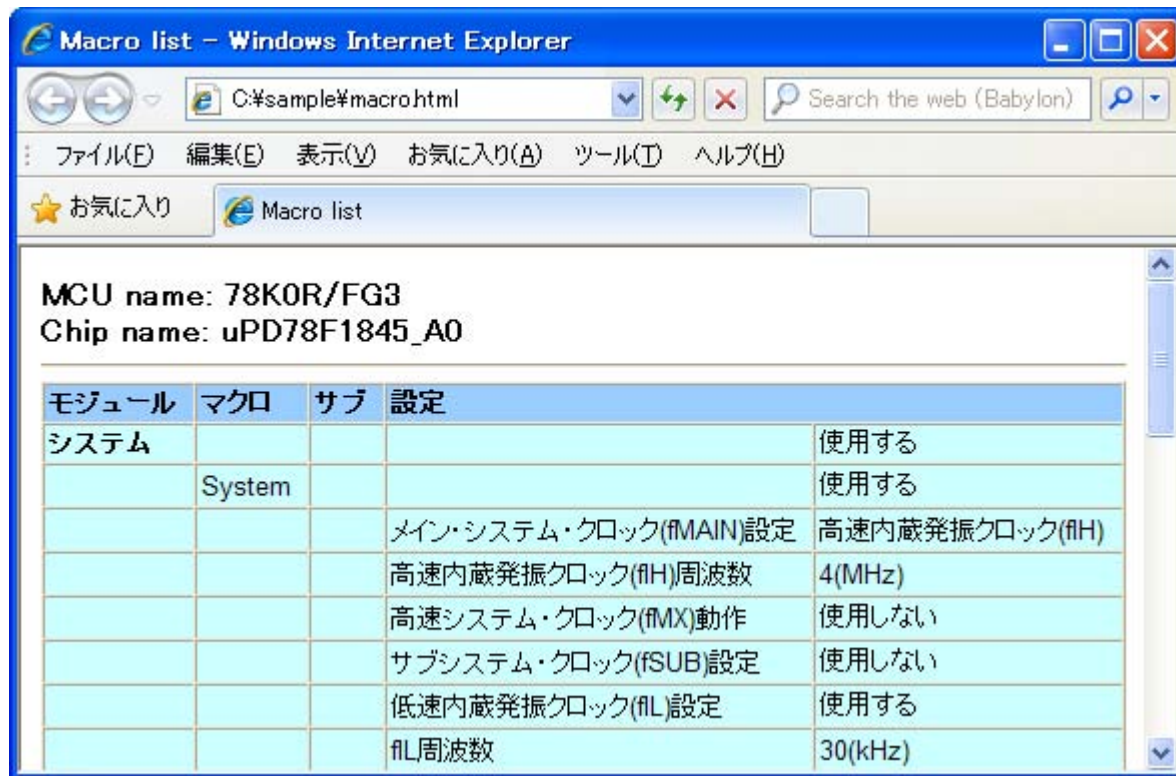 Macro list - Windows Internet Explorer
C:¥sample¥macro.html
Search the web (Babylon)
ファイル(F) 編集(E) 表示(V) お気に入り(A) ツール(T) ヘルプ(H)
お気に入り Macro list
MCU name: 78K0R/FG3
Chip name: uPD78F1845_A0
モジュール マクロ サブ 設定
システム 使用する
System 使用する
メイン・システム・クロック(fMAIN)設定 高速内蔵発振クロック(fIH)
高速内蔵発振クロック(fIH)周波数 4(MHz)
高速システム・クロック(fMX)動作 使用しない
サブシステム・クロック(fSUB)設定 使用しない
低速内蔵発振クロック(fIL)設定 使用する
fIL周波数 30(kHz)